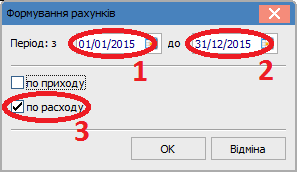 Формування рахунків
Період: з 01/01/2015 до 31/12/2015
1 2
по приходу
по расходу
3
OK Відміна